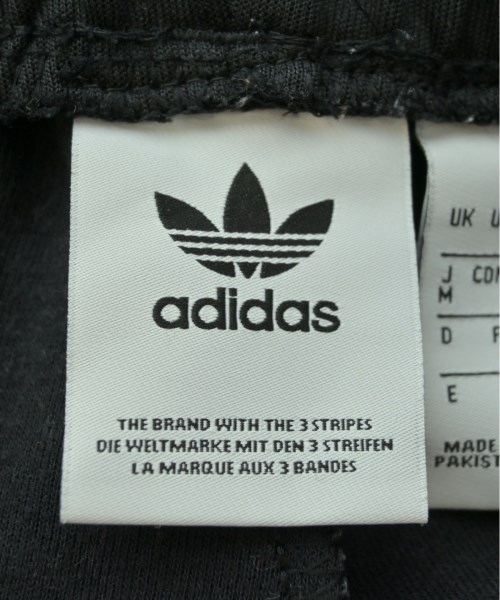 adidas
THE BRAND WITH THE 3 STRIPES
DIE WELTMARKE MIT DEN 3 STREIFEN
LA MARQUE AUX 3 BANDES
UK
J
M
D
E
MADE